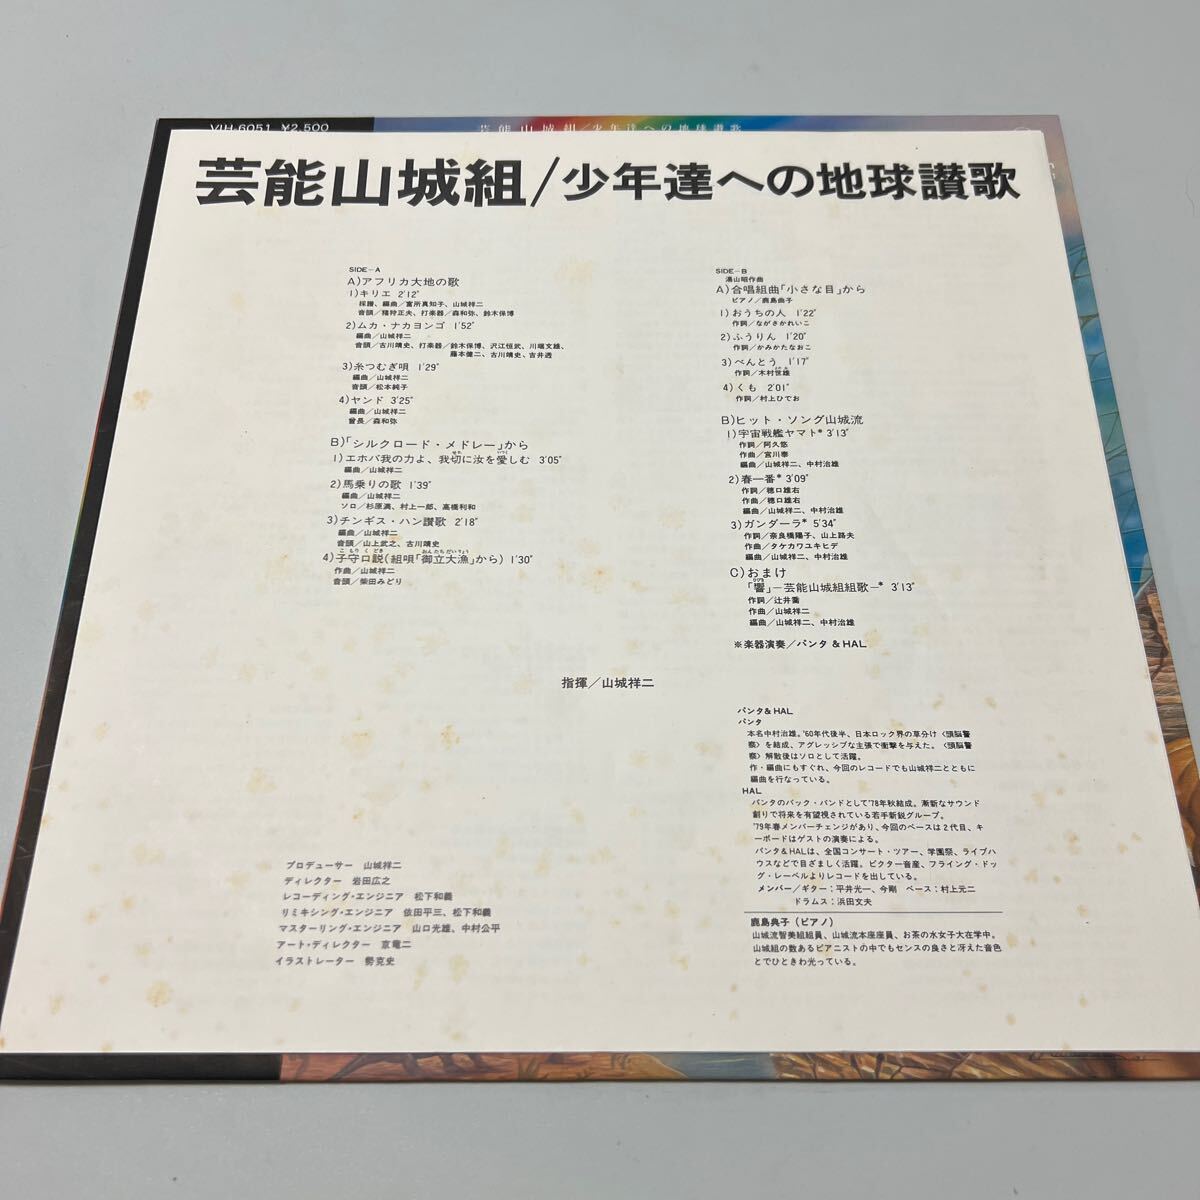 VIH-6051 ¥2,500
芸能山城組/少年達への地球讃歌
芸能山城組/少年達への地球讃歌
SIDE-A
A)アフリカ大地の歌
1)キリエ 2'12"
採譜、編曲/富所真知子、山城祥二
音頭/猪狩正夫、打楽器/森和弥、鈴木保博
2)ムカ・ナカヨンゴ 1'52"
編曲/山城祥二
音頭/古川靖史、打楽器/鈴木保博、沢江恒武、川端文雄、
藤本健二、古川靖史、吉井透
3)糸つむぎ唄 1'29"
編曲/山城祥二
音頭/松本純子
4)ヤンド 3'25"
編曲/山城祥二
酋長/森和弥
B)「シルクロード・メドレー」から
1)エホバ我の力よ、我切に汝を愛しむ 3'05"
編曲/山城祥二
2)馬乗りの歌 1'39"
編曲/山城祥二
ソロ/杉原満、村上一郎、高橋利和
3)チンギス・ハン讃歌 2'18"
編曲/山城祥二
音頭/山上武之、古川靖史
4)子守口説(組唄「御立大漁」から) 1'30"
作曲/山城祥二
音頭/柴田みどり
SIDE-B
湯山昭作曲
A)合唱組曲「小さな目」から
ピアノ/鹿島典子
1)おうちの人 1'22"
作詞/ながさかれいこ
2)ふうりん 1'20"
作詞/かみかたなおこ
3)べんとう 1'17"
作詞/木村世雄
4)くも 2'01"
作詞/村上ひでお
B)ヒット・ソング山城流
1)宇宙戦艦ヤマト* 3'13"
作詞/阿久悠
作曲/宮川泰
編曲/山城祥二、中村治雄
2)春一番* 3'09"
作詞/穂口雄右
作曲/穂口雄右
編曲/山城祥二、中村治雄
3)ガンダーラ* 5'34"
作詞/奈良橋陽子、山上路夫
作曲/タケカワユキヒデ
編曲/山城祥二、中村治雄
C)おまけ
「響」-芸能山城組組歌-* 3'13"
作詞/辻井喬
作曲/山城祥二
編曲/山城祥二、中村治雄
※楽器演奏/パンタ&HAL
指揮/山城祥二
パンタ&HAL
パンタ
本名中村治雄。'60年代後半、日本ロック界の草分け〈頭脳警
察〉を結成、アグレッシブな主張で衝撃を与えた。〈頭脳警
察〉解散後はソロとして活躍。
作・編曲にもすぐれ、今回のレコードでも山城祥二とともに
編曲を行なっている。
HAL
パンタのバック・バンドとして'78年秋結成。漸新なサウンド
創りで将来を有望視されている若手新鋭グループ。
'79年春メンバーチェンジがあり、今回のベースは2代目、キ
ーボードはゲストの演奏による。
パンタ&HALは、全国コンサート・ツアー、学園祭、ライブハ
ウスなどで目ざましく活躍。ビクター音産、フライング・ドッ
グ・レーベルよりレコードを出している。
メンバー/ギター：平井光一、今剛 ベース：村上元二
ドラムス：浜田文夫
鹿島典子(ピアノ)
山城流智美組組員、山城流本座座員、お茶の水女子大在学中。
山城組の数あるピアニストの中でもセンスの良さと冴えた音色
とでひときわ光っている。
プロデューサー 山城祥二
ディレクター 岩田広之
レコーディング・エンジニア 松下和義
リミキシング・エンジニア 依田平三、松下和義
マスターリング・エンジニア 山口光雄、中村公平
アート・ディレクター 京竜二
イラストレーター 勢克史